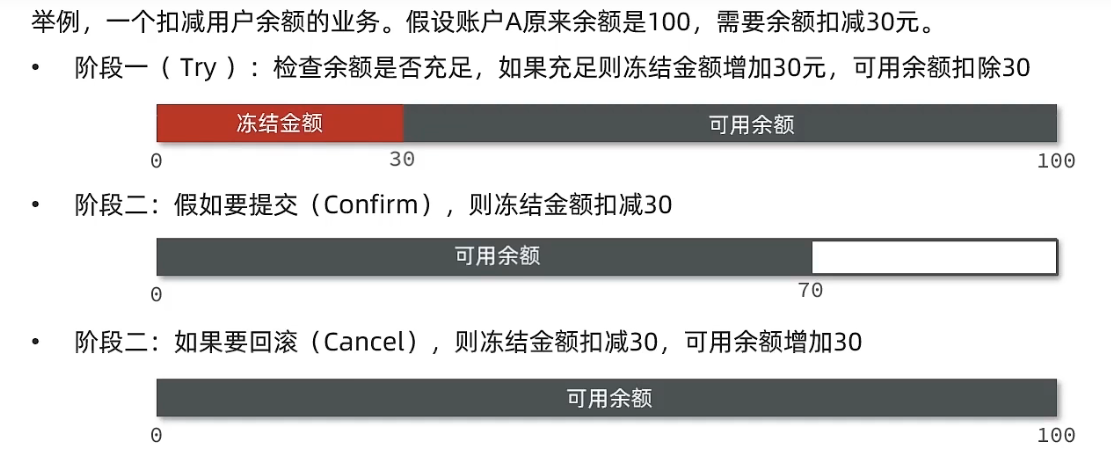 举例，一个扣减用户余额的业务。假设账户A原来余额是100，需要余额扣减30元。
• 阶段一（ Try ）：检查余额是否充足，如果充足则冻结金额增加30元，可用余额扣除30
冻结金额 可用余额
0 30 100
• 阶段二：假如要提交（Confirm），则冻结金额扣减30
可用余额
0 70
• 阶段二：如果要回滚（Cancel），则冻结金额扣减30，可用余额增加30
可用余额
0 100